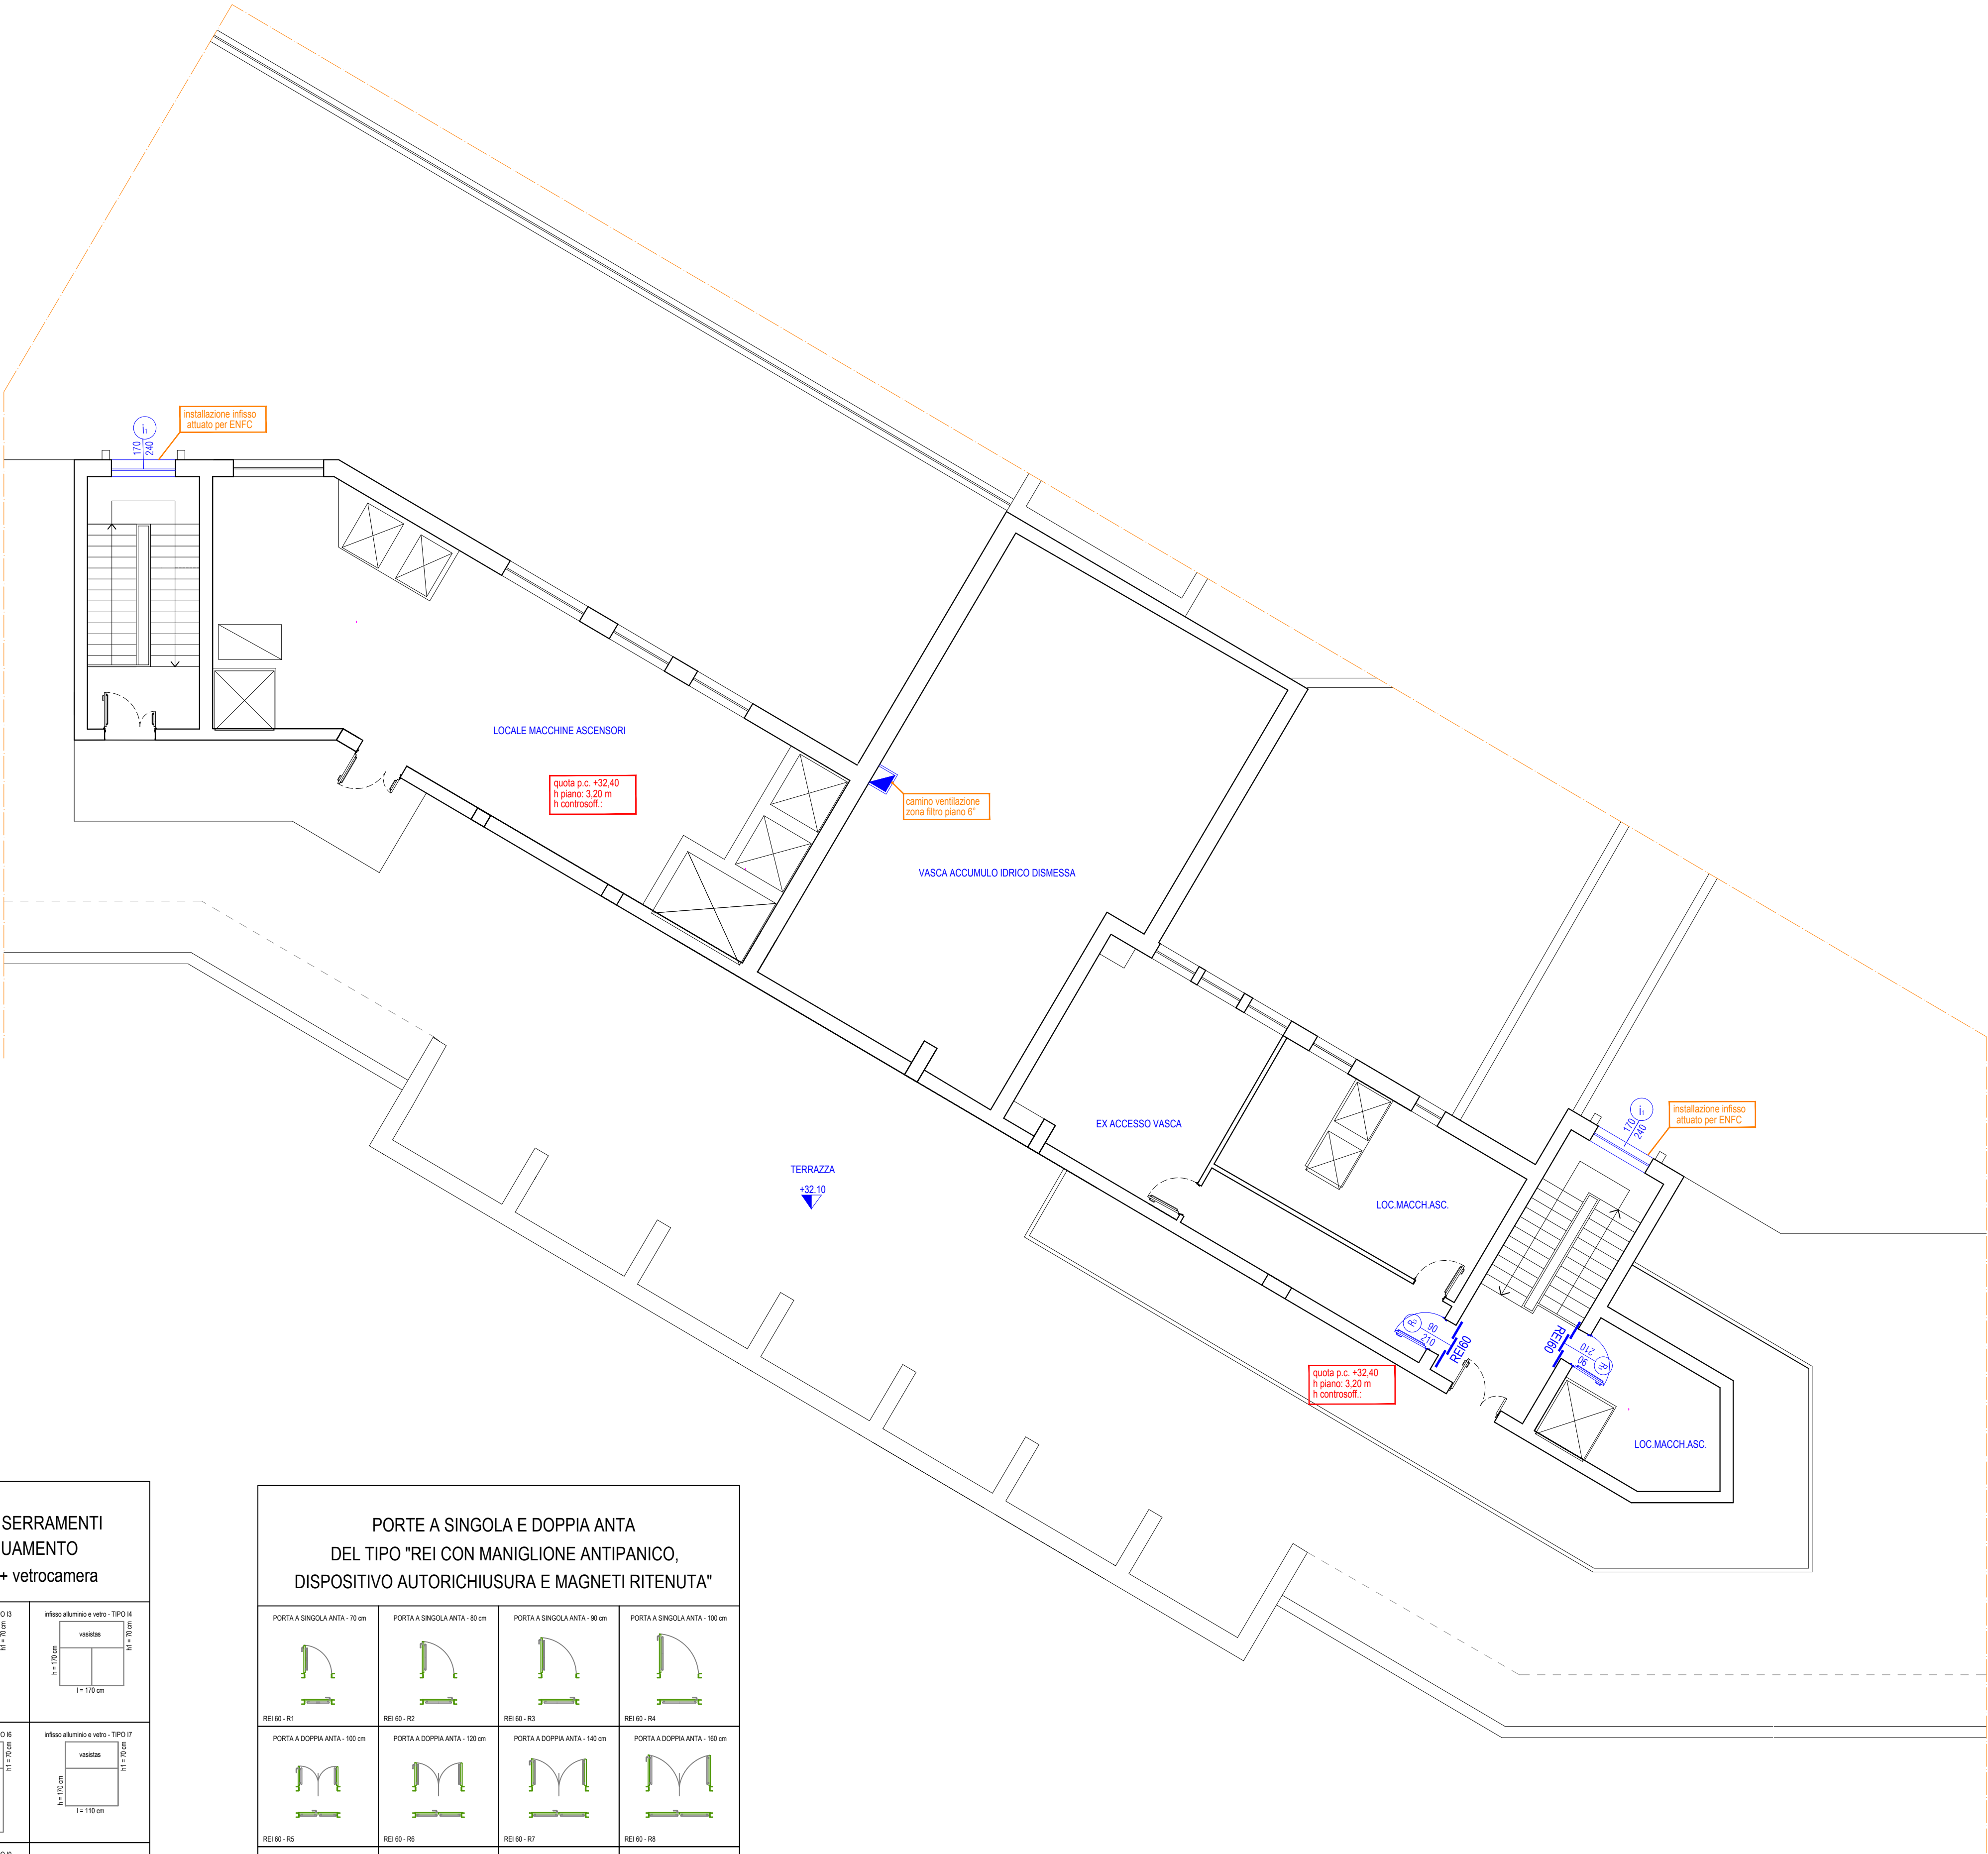 installazione infisso
attuato per ENFC
i1
170
240
LOCALE MACCHINE ASCENSORI
quota p.c. +32,40
h piano: 3,20 m
h controsoff.:
camino ventilazione
zona filtro piano 6°
VASCA ACCUMULO IDRICO DISMESSA
EX ACCESSO VASCA
TERRAZZA
+32.10
installazione infisso
attuato per ENFC
i1
170
240
LOC.MACCH.ASC.
90
210
REI60
REI60
210
90
quota p.c. +32,40
h piano: 3,20 m
h controsoff.:
LOC.MACCH.ASC.
SERRAMENTI
UAMENTO
+ vetrocamera
O I3
h1 = 70 cm
infisso alluminio e vetro - TIPO I4
vasistas
h = 170 cm
h1 = 70 cm
l = 170 cm
O I6
h1 = 70 cm
infisso alluminio e vetro - TIPO I7
vasistas
h = 170 cm
h1 = 70 cm
l = 110 cm
PORTE A SINGOLA E DOPPIA ANTA
DEL TIPO "REI CON MANIGLIONE ANTIPANICO,
DISPOSITIVO AUTORICHIUSURA E MAGNETI RITENUTA"
PORTA A SINGOLA ANTA - 70 cm
REI 60 - R1
PORTA A SINGOLA ANTA - 80 cm
REI 60 - R2
PORTA A SINGOLA ANTA - 90 cm
REI 60 - R3
PORTA A SINGOLA ANTA - 100 cm
REI 60 - R4
PORTA A DOPPIA ANTA - 100 cm
REI 60 - R5
PORTA A DOPPIA ANTA - 120 cm
REI 60 - R6
PORTA A DOPPIA ANTA - 140 cm
REI 60 - R7
PORTA A DOPPIA ANTA - 160 cm
REI 60 - R8